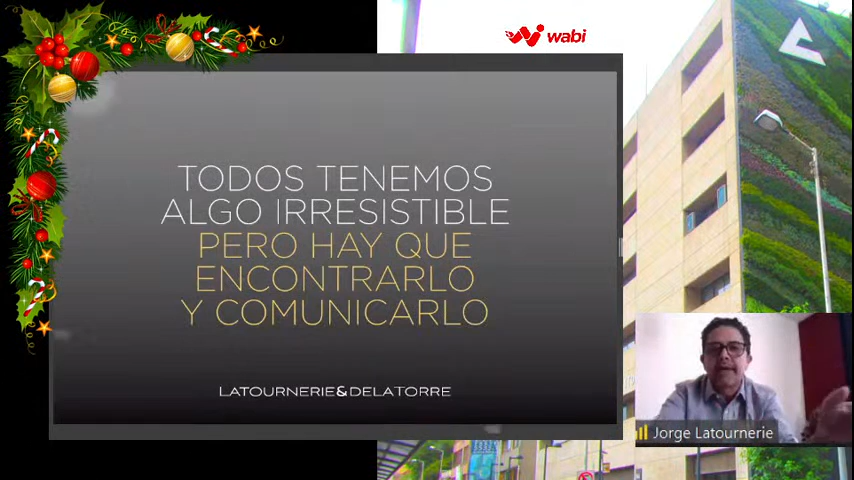 wabi
TODOS TENEMOS
ALGO IRRESISTIBLE
PERO HAY QUE
ENCONTRARLO
Y COMUNICARLO
LATOURNERIE&DELATORRE
Jorge Latournerie